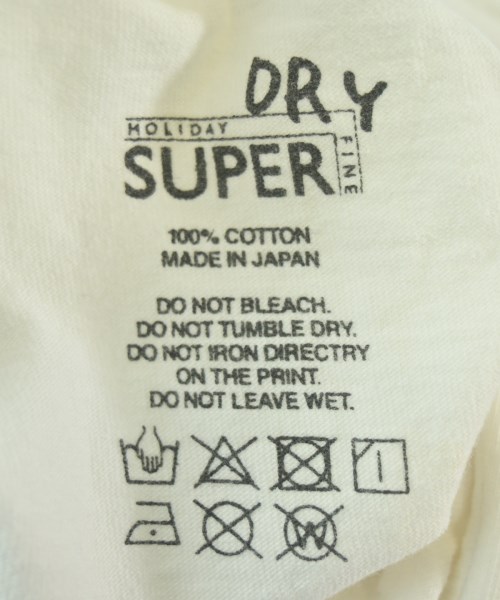 DRY
HOLIDAY
FINE
SUPER
100% COTTON
MADE IN JAPAN
DO NOT BLEACH.
DO NOT TUMBLE DRY.
DO NOT IRON DIRECTRY
ON THE PRINT.
DO NOT LEAVE WET.
W